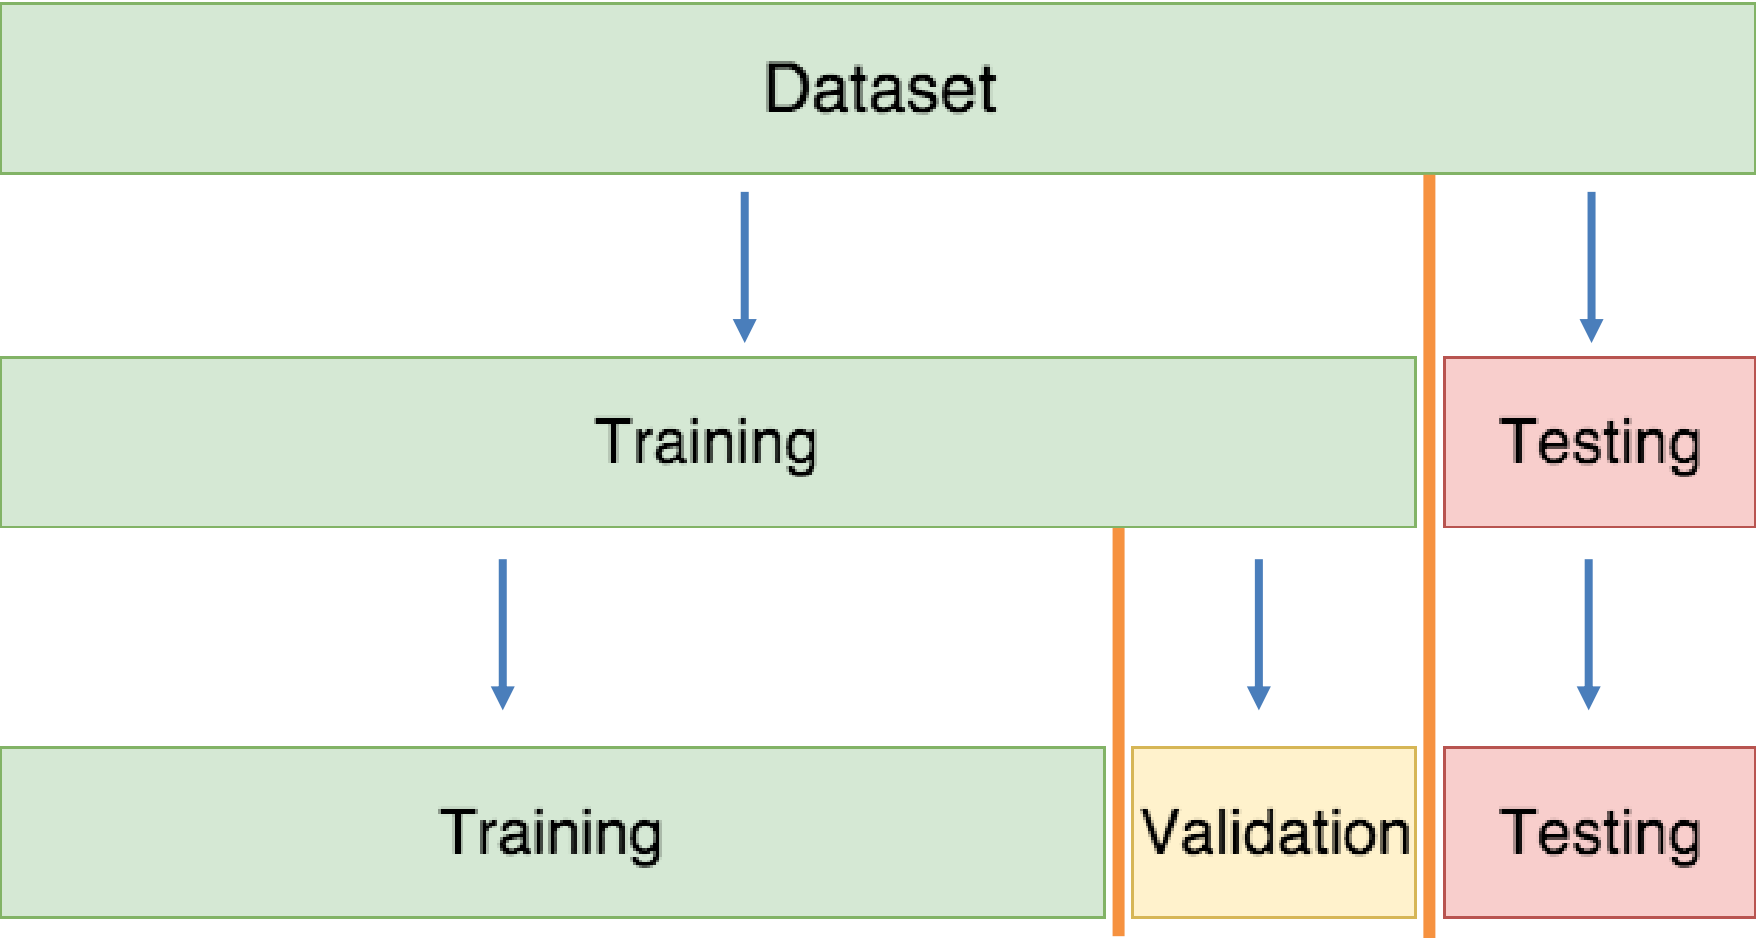 Dataset
Training
Testing
Training
Validation
Testing